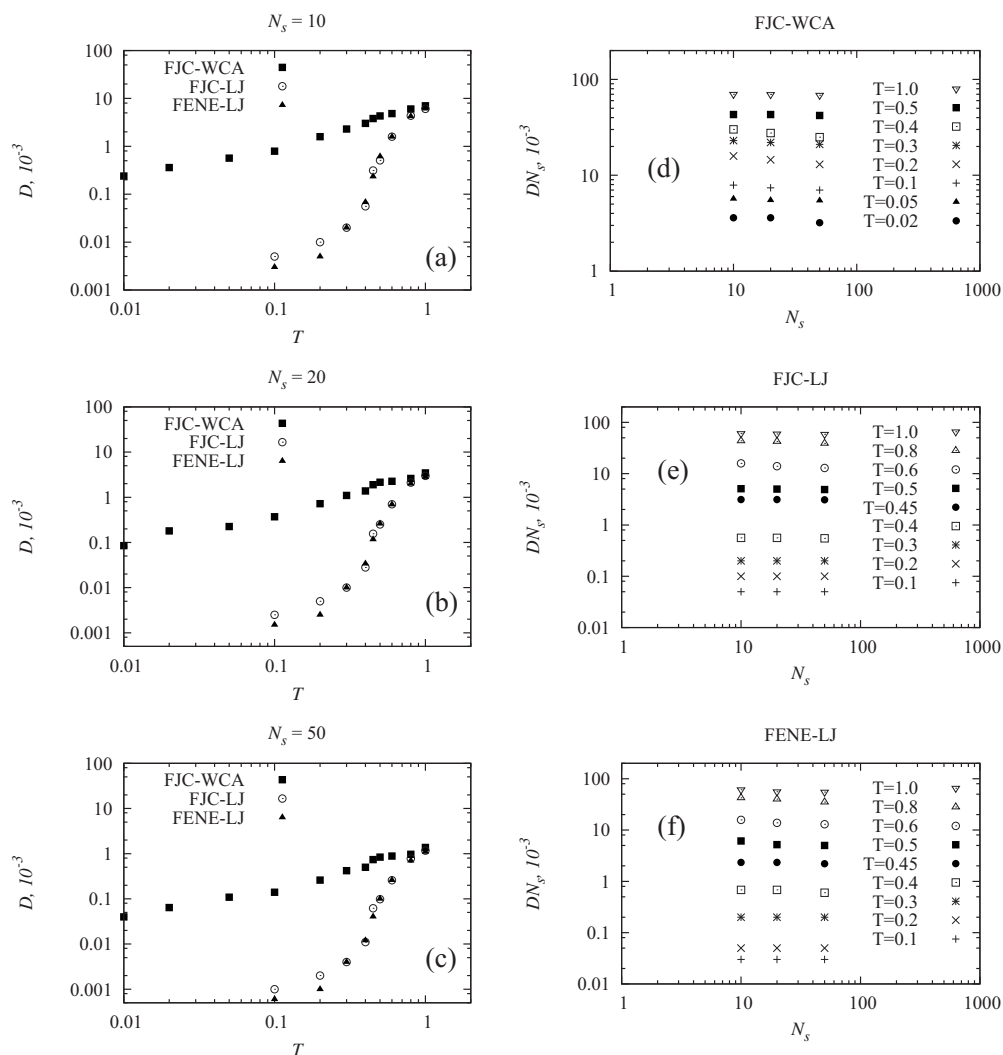 N_s = 10
100
10
1
0.1
0.01
0.001
0.01
0.1
1
D, 10^-3
T
FJC-WCA
FJC-LJ
FENE-LJ
(a)
FJC-WCA
100
10
1
1
10
100
1000
DN_s, 10^-3
N_s
T=1.0
T=0.5
T=0.4
T=0.3
T=0.2
T=0.1
T=0.05
T=0.02
(d)
N_s = 20
100
10
1
0.1
0.01
0.001
0.01
0.1
1
D, 10^-3
T
FJC-WCA
FJC-LJ
FENE-LJ
(b)
FJC-LJ
100
10
1
0.1
0.01
1
10
100
1000
DN_s, 10^-3
N_s
T=1.0
T=0.8
T=0.6
T=0.5
T=0.45
T=0.4
T=0.3
T=0.2
T=0.1
(e)
N_s = 50
100
10
1
0.1
0.01
0.001
0.01
0.1
1
D, 10^-3
T
FJC-WCA
FJC-LJ
FENE-LJ
(c)
FENE-LJ
100
10
1
0.1
0.01
1
10
100
1000
DN_s, 10^-3
N_s
T=1.0
T=0.8
T=0.6
T=0.5
T=0.45
T=0.4
T=0.3
T=0.2
T=0.1
(f)